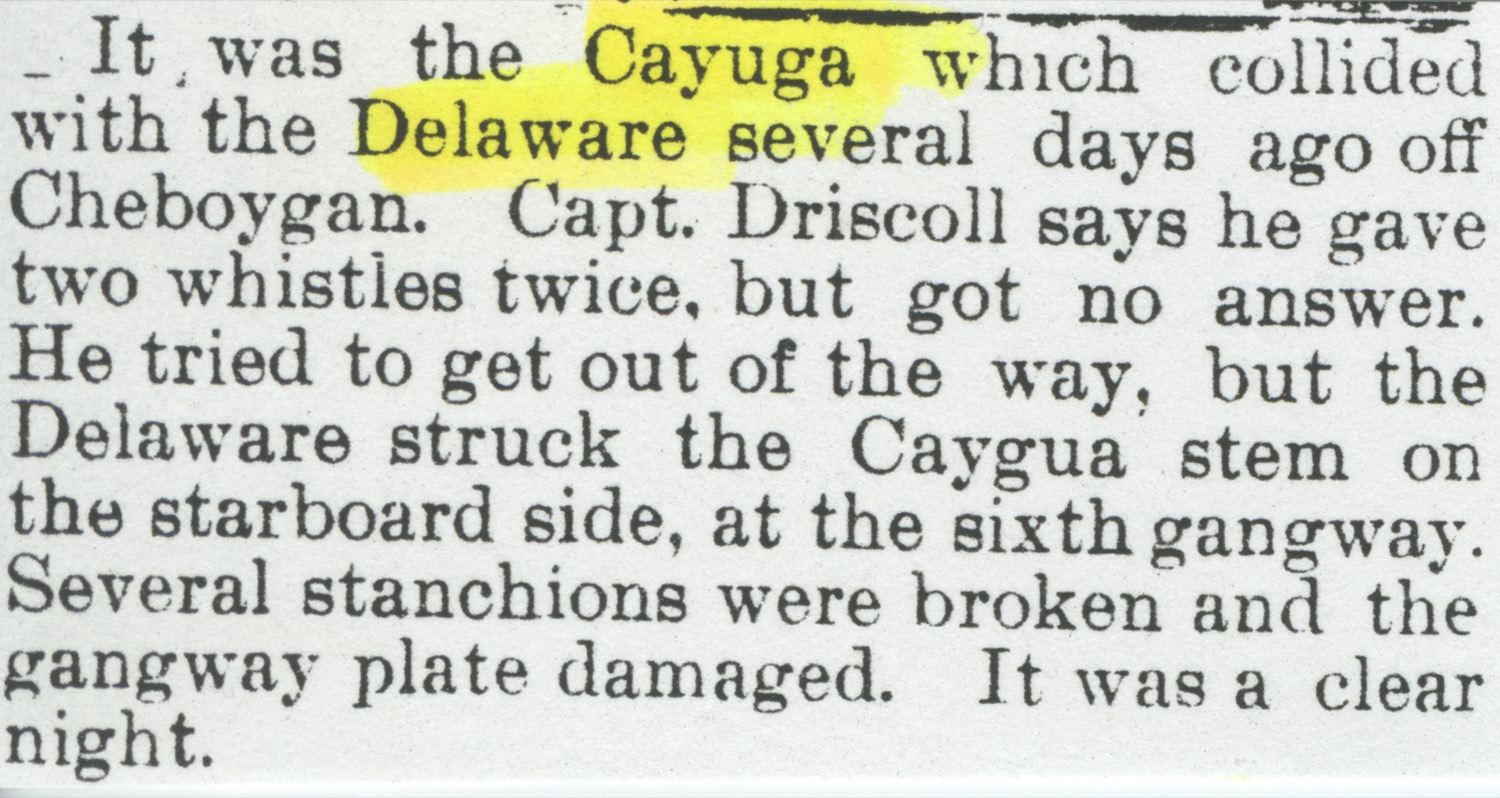 It was the Cayuga which collided
with the Delaware several days ago off
Cheboygan. Capt. Driscoll says he gave
two whistles twice, but got no answer.
He tried to get out of the way, but the
Delaware struck the Caygua stem on
the starboard side, at the sixth gangway.
Several stanchions were broken and the
gangway plate damaged. It was a clear
night.